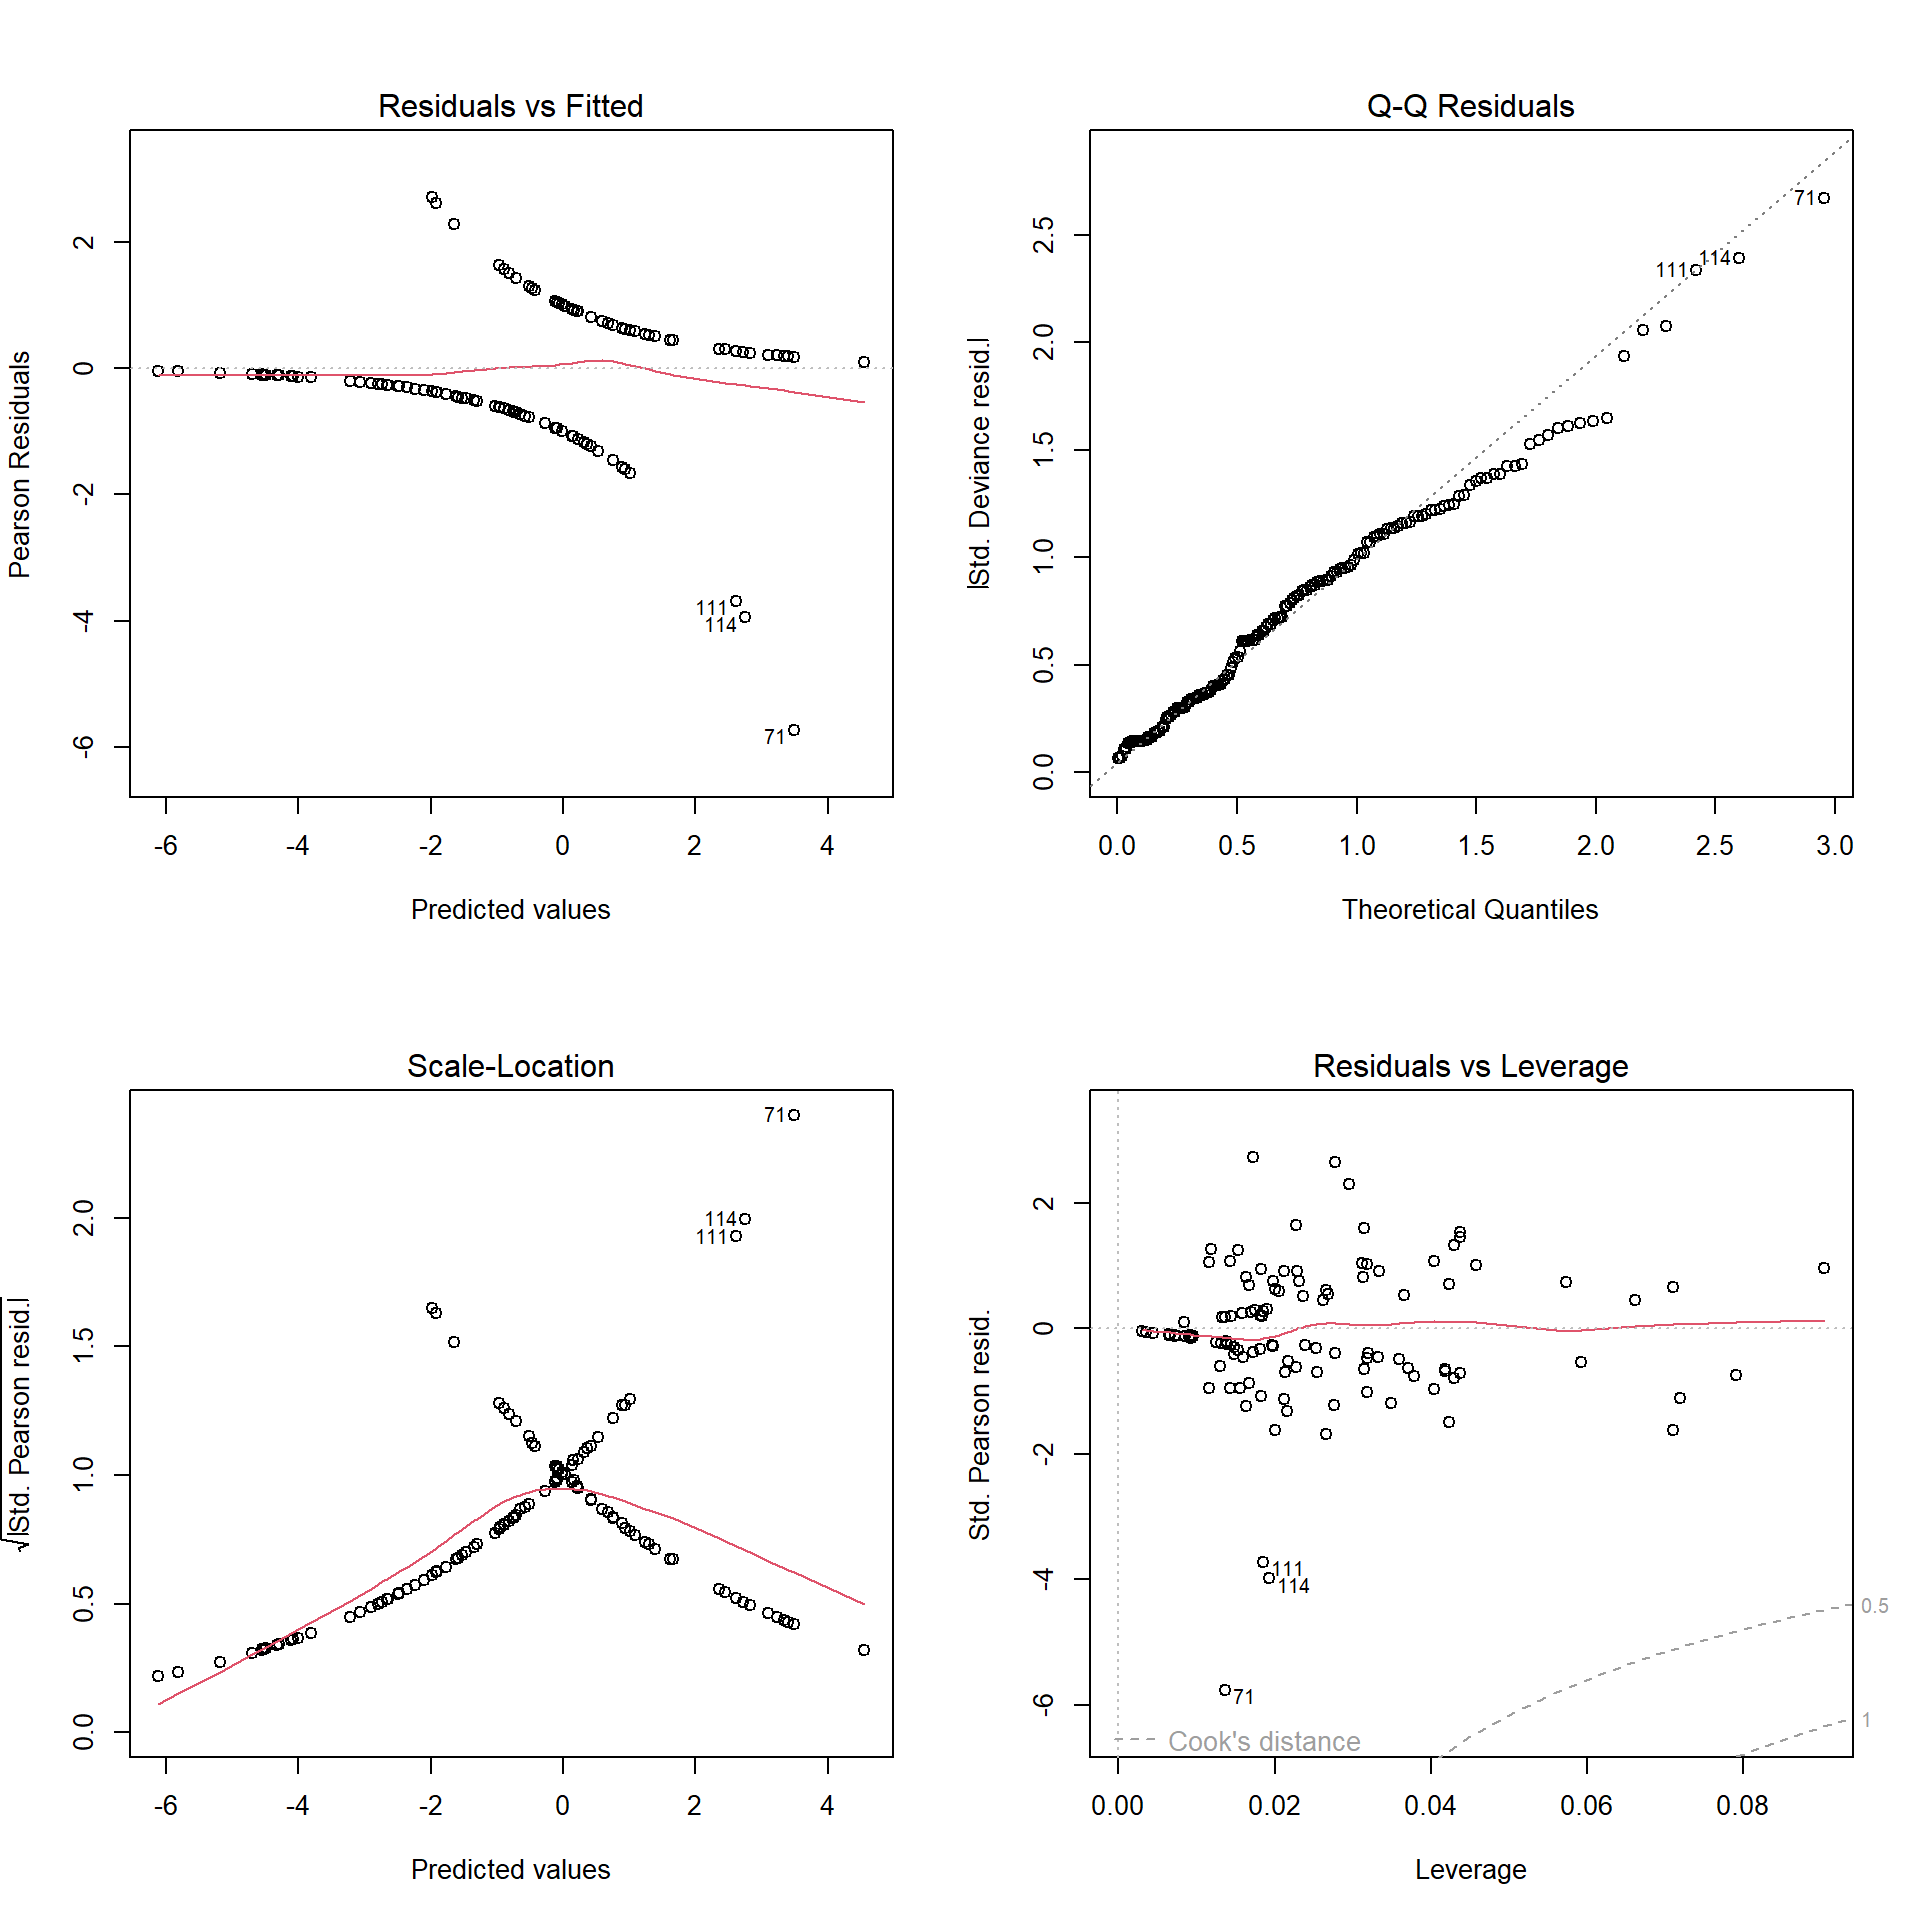 Residuals vs Fitted
Pearson Residuals
2
0
-2
-4
-6
111
114
71
-6 -4 -2 0 2 4
Predicted values
Q-Q Residuals
|Std. Deviance resid.|
2.5
2.0
1.5
1.0
0.5
0.0
71
114
111
0.0 0.5 1.0 1.5 2.0 2.5 3.0
Theoretical Quantiles
Scale-Location
√|Std. Pearson resid.|
2.0
1.5
1.0
0.5
0.0
71
114
111
-6 -4 -2 0 2 4
Predicted values
Residuals vs Leverage
Std. Pearson resid.
2
0
-2
-4
-6
111
114
71
0.5
1
Cook's distance
0.00 0.02 0.04 0.06 0.08
Leverage